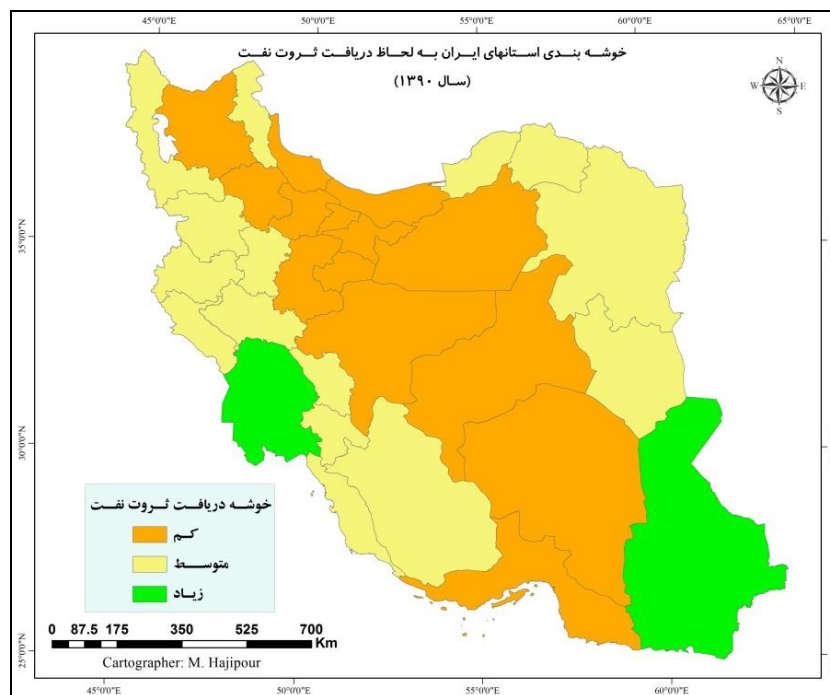 45°0'0"E 50°0'0"E 55°0'0"E 60°0'0"E 65°0'0"E
خوشه بندی استانهای ایران به لحاظ دریافت ثروت نفت
(سال ۱۳۹۰)
N
W E
S
35°0'0"N
30°0'0"N
25°0'0"N
خوشه دریافت ثروت نفت
کم
متوسط
زیاد
0 87.5 175 350 525 700
Km
Cartographer: M. Hajipour
45°0'0"E 50°0'0"E 55°0'0"E 60°0'0"E